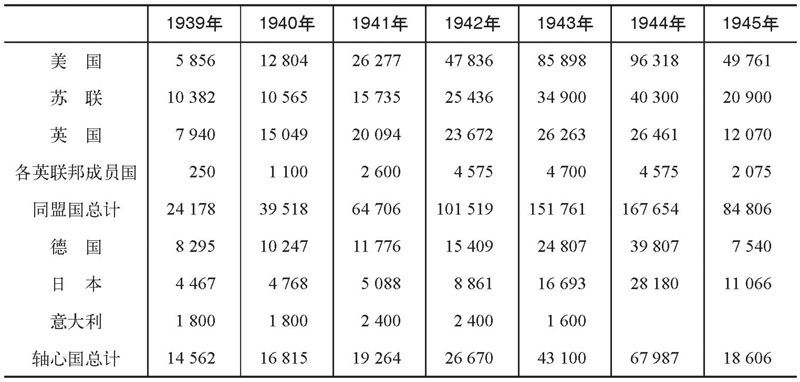 1939年 1940年 1941年 1942年 1943年 1944年 1945年
美 国 5 856 12 804 26 277 47 836 85 898 96 318 49 761
苏 联 10 382 10 565 15 735 25 436 34 900 40 300 20 900
英 国 7 940 15 049 20 094 23 672 26 263 26 461 12 070
各英联邦成员国 250 1 100 2 600 4 575 4 700 4 575 2 075
同盟国总计 24 178 39 518 64 706 101 519 151 761 167 654 84 806
德 国 8 295 10 247 11 776 15 409 24 807 39 807 7 540
日 本 4 467 4 768 5 088 8 861 16 693 28 180 11 066
意大利 1 800 1 800 2 400 2 400 1 600
轴心国总计 14 562 16 815 19 264 26 670 43 100 67 987 18 606